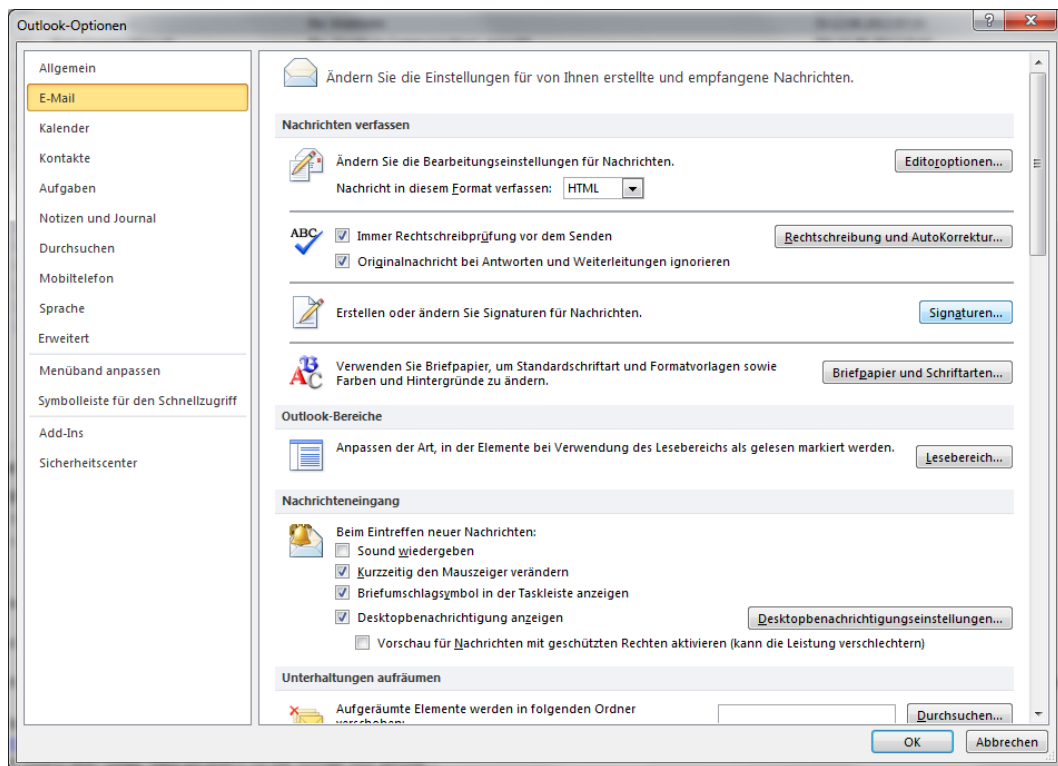 Outlook-Optionen
Allgemein
E-Mail
Kalender
Kontakte
Aufgaben
Notizen und Journal
Durchsuchen
Mobiltelefon
Sprache
Erweitert
Menüband anpassen
Symbolleiste für den Schnellzugriff
Add-Ins
Sicherheitscenter
Ändern Sie die Einstellungen für von Ihnen erstellte und empfangene Nachrichten.
Nachrichten verfassen
Ändern Sie die Bearbeitungseinstellungen für Nachrichten.
Editoroptionen...
Nachricht in diesem Format verfassen: HTML
ABC
Immer Rechtschreibprüfung vor dem Senden
Rechtschreibung und AutoKorrektur...
Originalnachricht bei Antworten und Weiterleitungen ignorieren
Erstellen oder ändern Sie Signaturen für Nachrichten.
Signaturen...
Verwenden Sie Briefpapier, um Standardschriftart und Formatvorlagen sowie
Farben und Hintergründe zu ändern.
Briefpapier und Schriftarten...
Outlook-Bereiche
Anpassen der Art, in der Elemente bei Verwendung des Lesebereichs als gelesen markiert werden.
Lesebereich...
Nachrichteneingang
Beim Eintreffen neuer Nachrichten:
Sound wiedergeben
Kurzzeitig den Mauszeiger verändern
Briefumschlagsymbol in der Taskleiste anzeigen
Desktopbenachrichtigung anzeigen
Desktopbenachrichtigungseinstellungen...
Vorschau für Nachrichten mit geschützten Rechten aktivieren (kann die Leistung verschlechtern)
Unterhaltungen aufräumen
Aufgeräumte Elemente werden in folgenden Ordner
verschoben:
Durchsuchen...
OK
Abbrechen